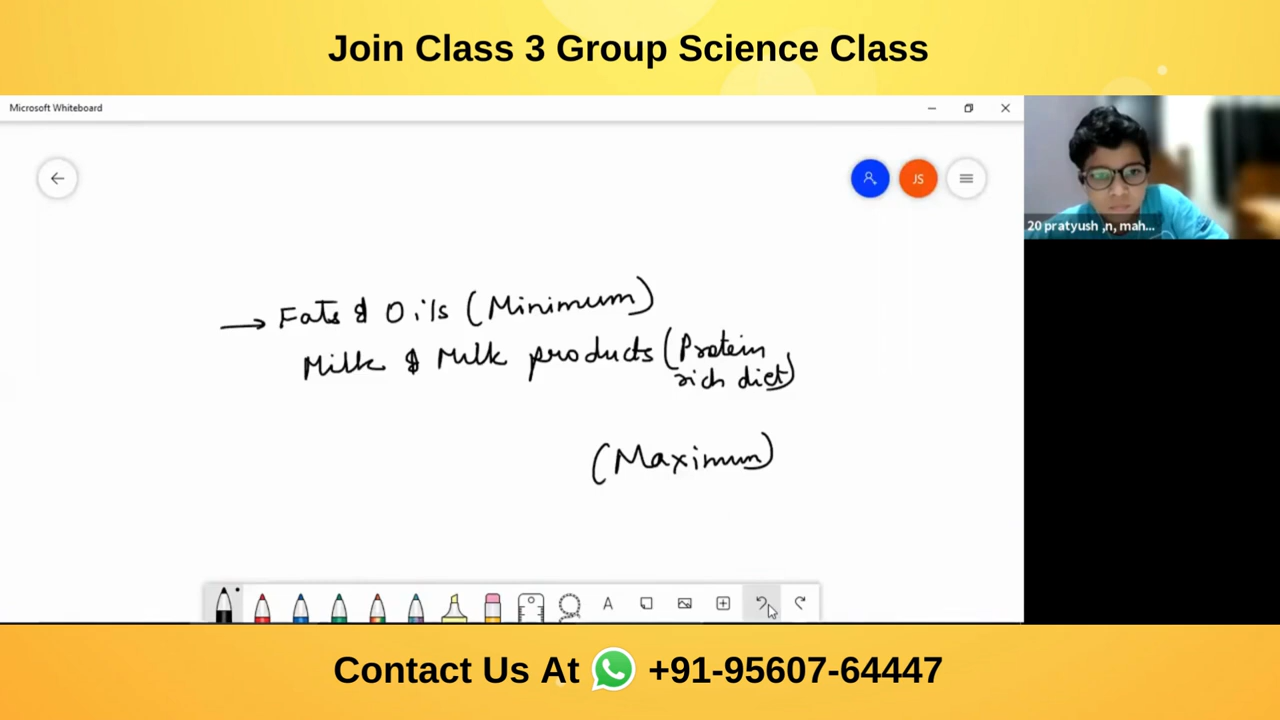 Join Class 3 Group Science Class
Microsoft Whiteboard
JS
20 pratyush ,n, mah...
→ Fats & Oils (Minimum)
Milk & Milk products (Protein
rich diet)
(Maximum)
A
Contact Us At +91-95607-64447